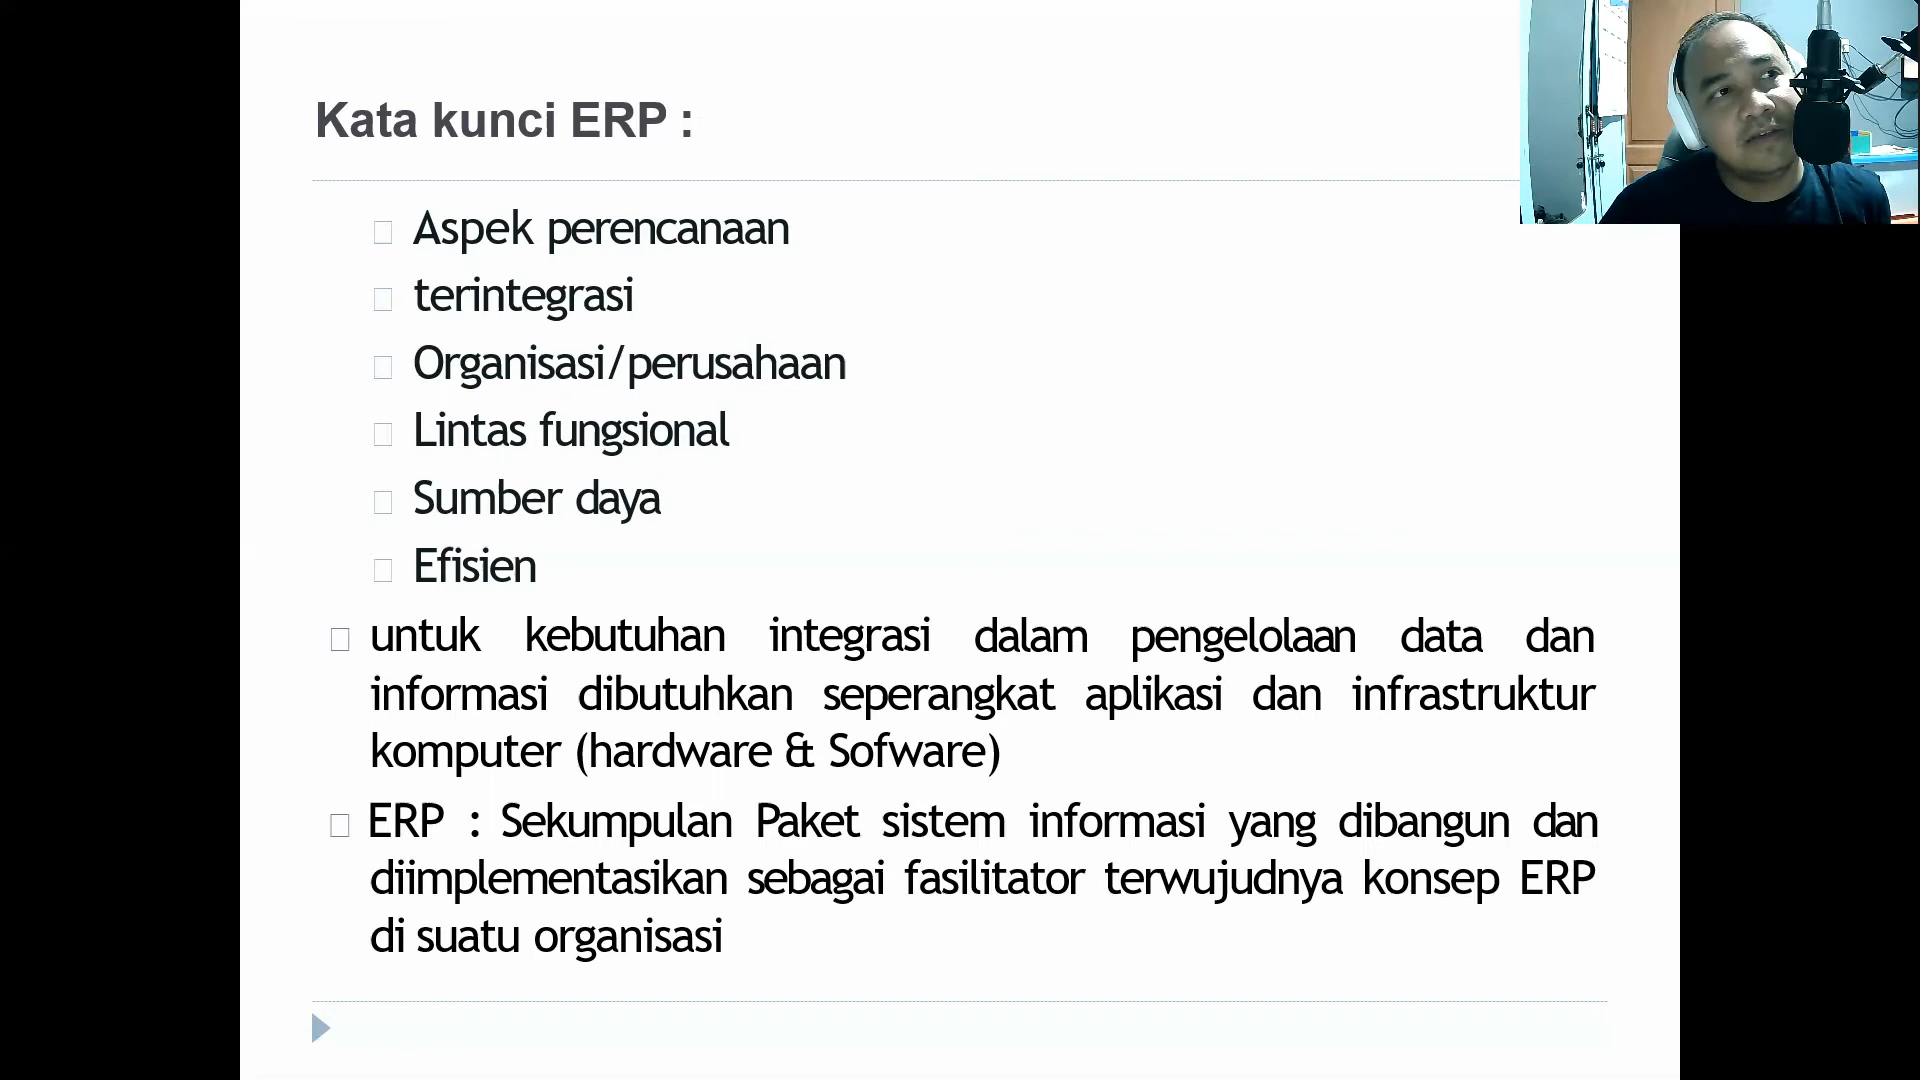 Kata kunci ERP :
Aspek perencanaan
terintegrasi
Organisasi/perusahaan
Lintas fungsional
Sumber daya
Efisien
untuk kebutuhan integrasi dalam pengelolaan data dan
informasi dibutuhkan seperangkat aplikasi dan infrastruktur
komputer (hardware & Sofware)
ERP : Sekumpulan Paket sistem informasi yang dibangun dan
diimplementasikan sebagai fasilitator terwujudnya konsep ERP
di suatu organisasi